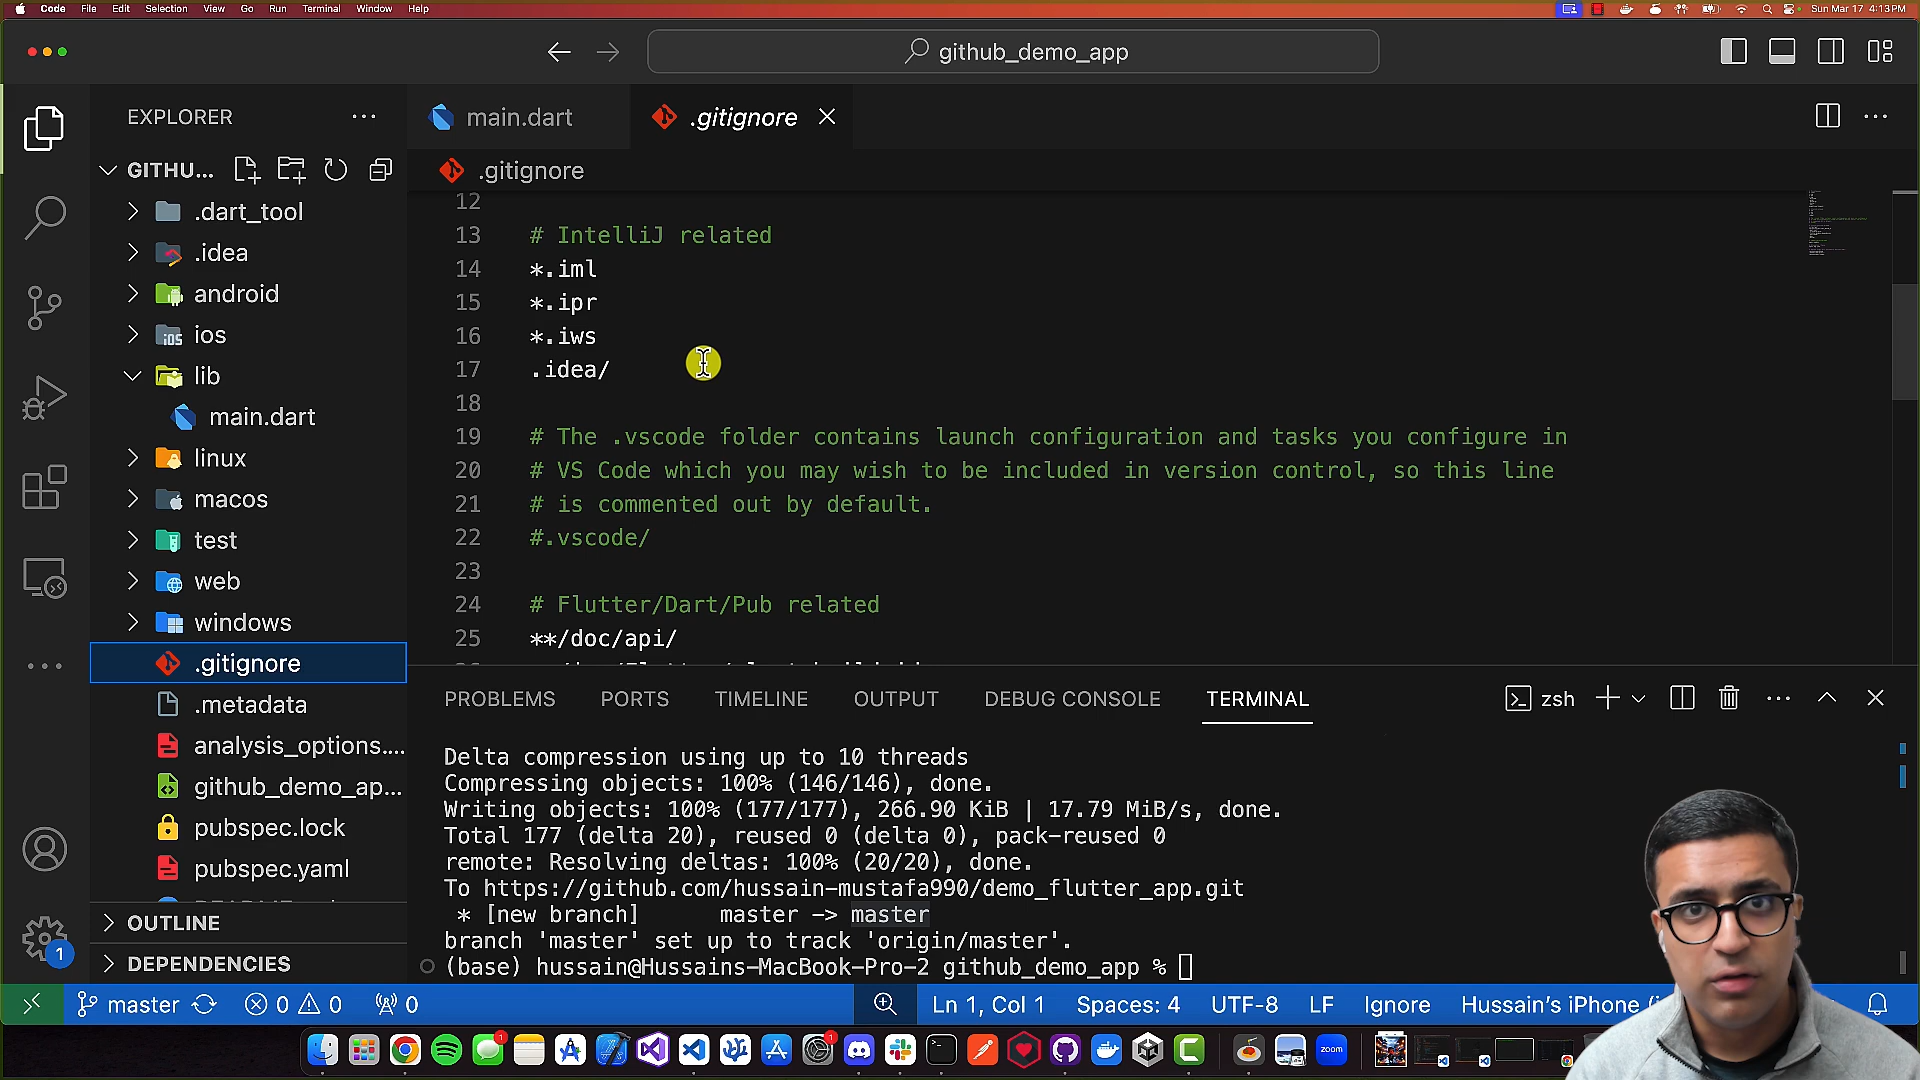 Code File Edit Selection View Go Run Terminal Window Help
Sun Mar 17 4:13 PM
github_demo_app
EXPLORER
main.dart
.gitignore
GITHU...
.gitignore
.dart_tool
.idea
android
ios
lib
main.dart
linux
macos
test
web
windows
.gitignore
.metadata
analysis_options....
github_demo_ap...
pubspec.lock
pubspec.yaml
OUTLINE
DEPENDENCIES
12
13 # IntelliJ related
14 *.iml
15 *.ipr
16 *.iws
17 .idea/
18
19 # The .vscode folder contains launch configuration and tasks you configure in
20 # VS Code which you may wish to be included in version control, so this line
21 # is commented out by default.
22 #.vscode/
23
24 # Flutter/Dart/Pub related
25 **/doc/api/
PROBLEMS PORTS TIMELINE OUTPUT DEBUG CONSOLE TERMINAL
zsh
Delta compression using up to 10 threads
Compressing objects: 100% (146/146), done.
Writing objects: 100% (177/177), 266.90 KiB | 17.79 MiB/s, done.
Total 177 (delta 20), reused 0 (delta 0), pack-reused 0
remote: Resolving deltas: 100% (20/20), done.
To https://github.com/hussain-mustafa990/demo_flutter_app.git
* [new branch] master -> master
branch 'master' set up to track 'origin/master'.
(base) hussain@Hussains-MacBook-Pro-2 github_demo_app %
1
master 0 0 0
Ln 1, Col 1 Spaces: 4 UTF-8 LF Ignore Hussain's iPhone (
zoom